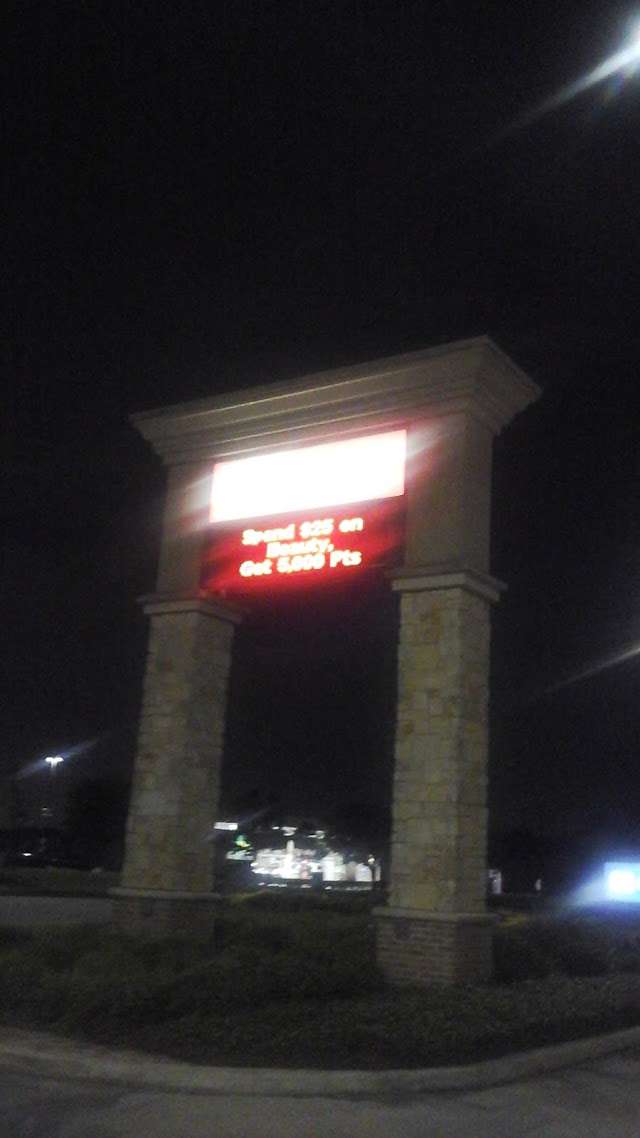 Spend $25 on
Beauty,
Get 5,000 Pts